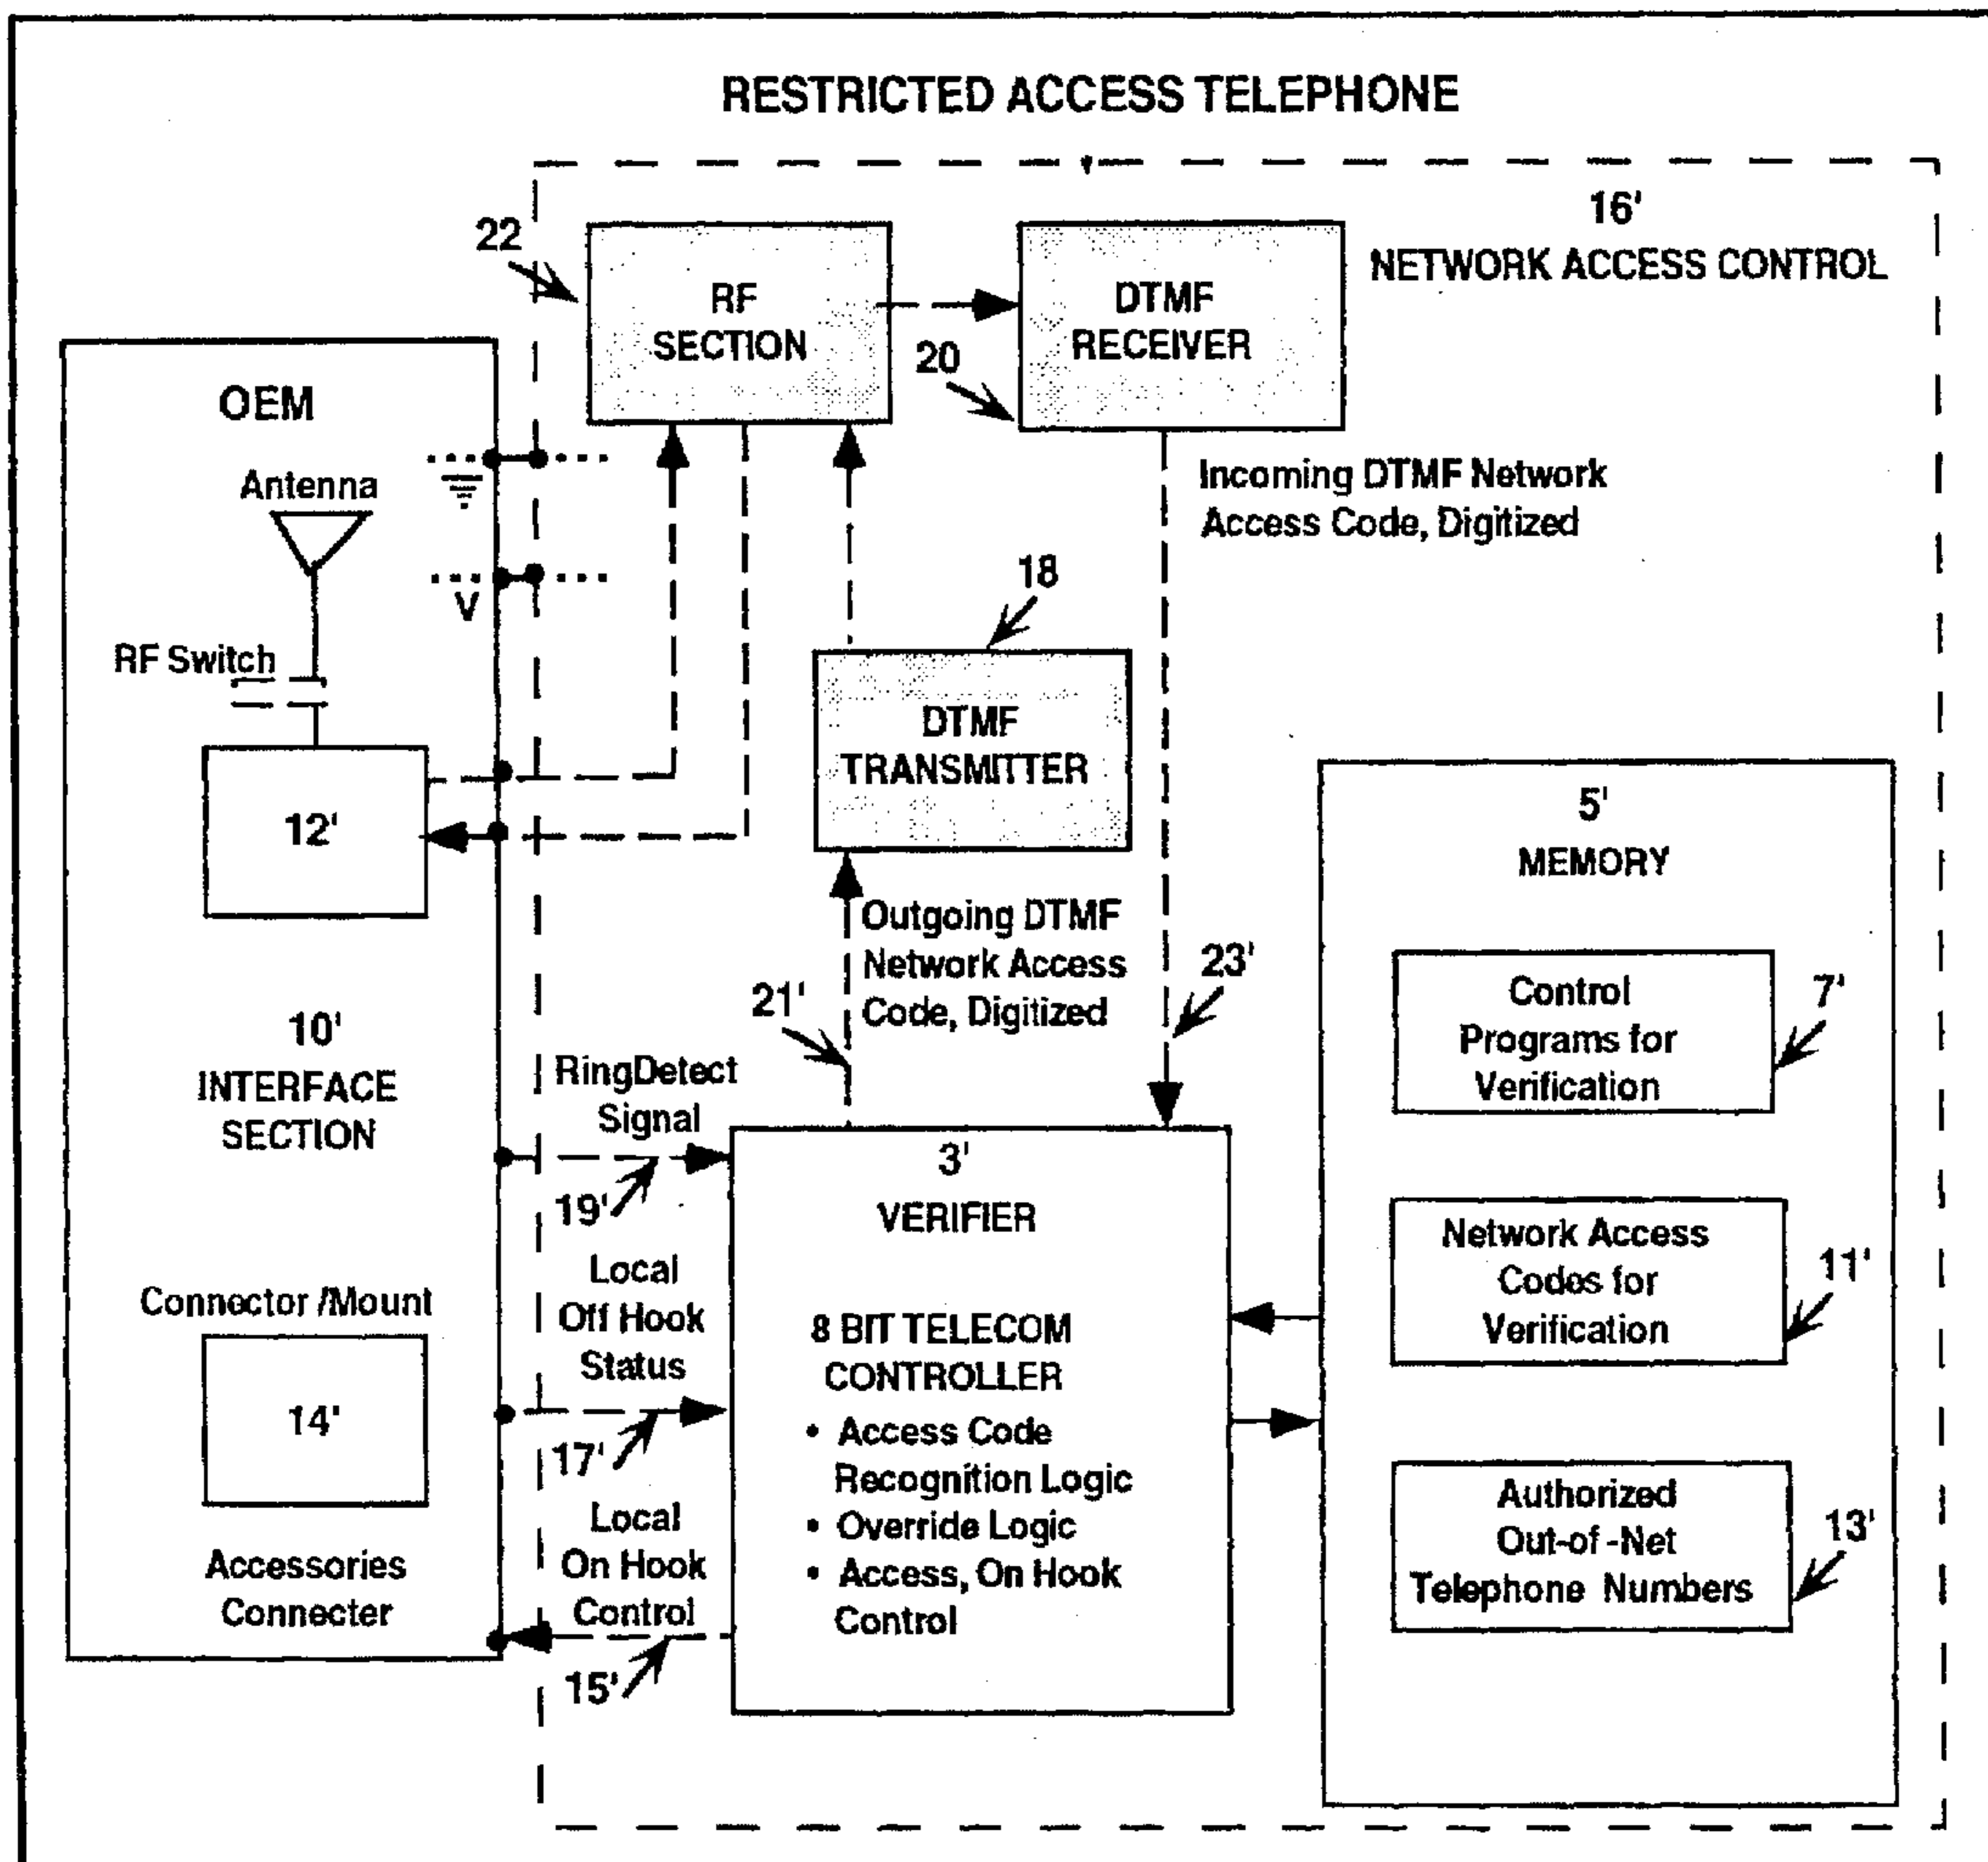 RESTRICTED ACCESS TELEPHONE
16'
NETWORK ACCESS CONTROL
22
RF
SECTION
DTMF
RECEIVER
20
OEM
Antenna
V
RF Switch
12'
Incoming DTMF Network
Access Code, Digitized
18
DTMF
TRANSMITTER
Outgoing DTMF
Network Access
Code, Digitized
21'
23'
5'
MEMORY
Control
Programs for
Verification
7'
Network Access
Codes for
Verification
11'
Authorized
Out-of -Net
Telephone Numbers
13'
10'
INTERFACE
SECTION
RingDetect
Signal
19'
Local
Off Hook
Status
17'
Local
On Hook
Control
15'
3'
VERIFIER
8 BIT TELECOM
CONTROLLER
• Access Code
Recognition Logic
• Override Logic
• Access, On Hook
Control
Connector /Mount
14'
Accessories
Connecter